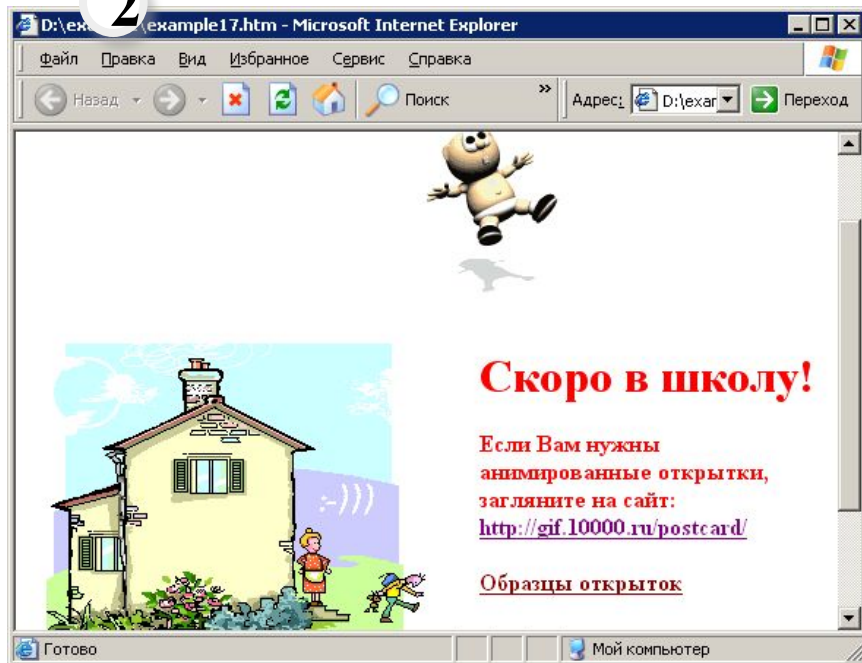 2
D:\ex example17.htm - Microsoft Internet Explorer
Файл Правка Вид Избранное Сервис Справка
Назад Поиск » Адрес: D:\exar Переход
:-)))
Скоро в школу!
Если Вам нужны
анимированные открытки,
загляните на сайт:
http://gif.10000.ru/postcard/
Образцы открыток
Готово Мой компьютер